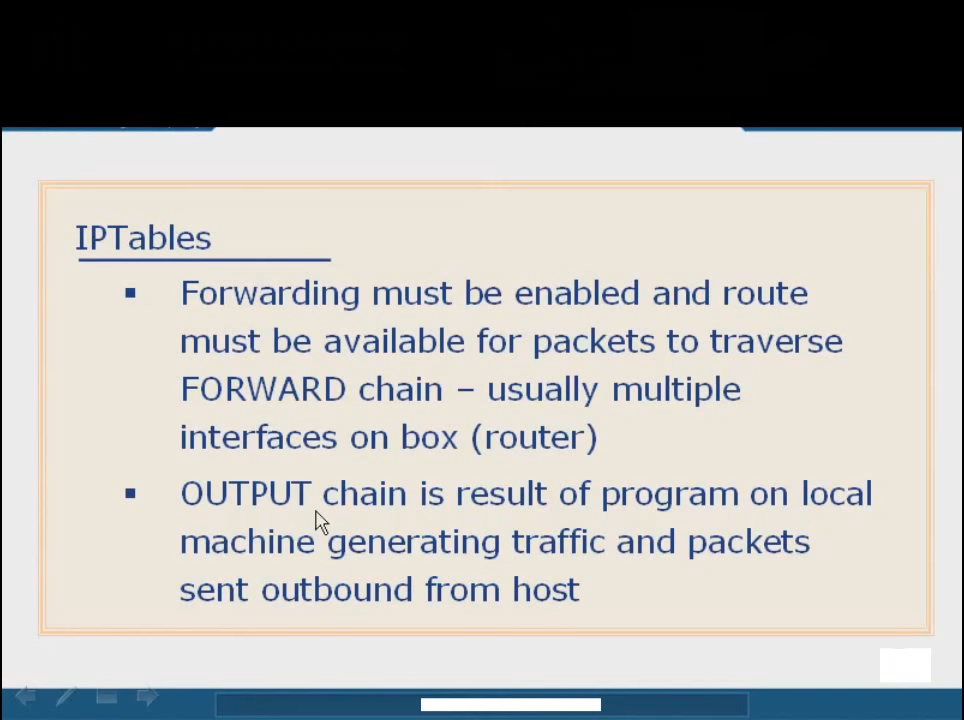 IPTables
▪ Forwarding must be enabled and route
must be available for packets to traverse
FORWARD chain – usually multiple
interfaces on box (router)
▪ OUTPUT chain is result of program on local
machine generating traffic and packets
sent outbound from host